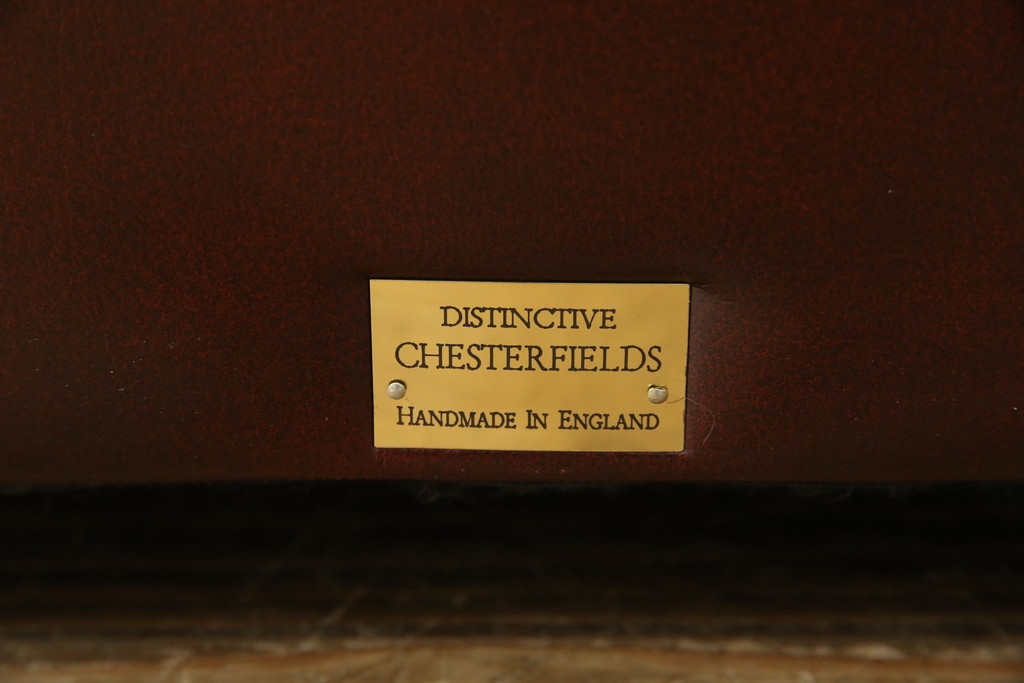 DISTINCTIVE
CHESTERFIELDS
HANDMADE IN ENGLAND